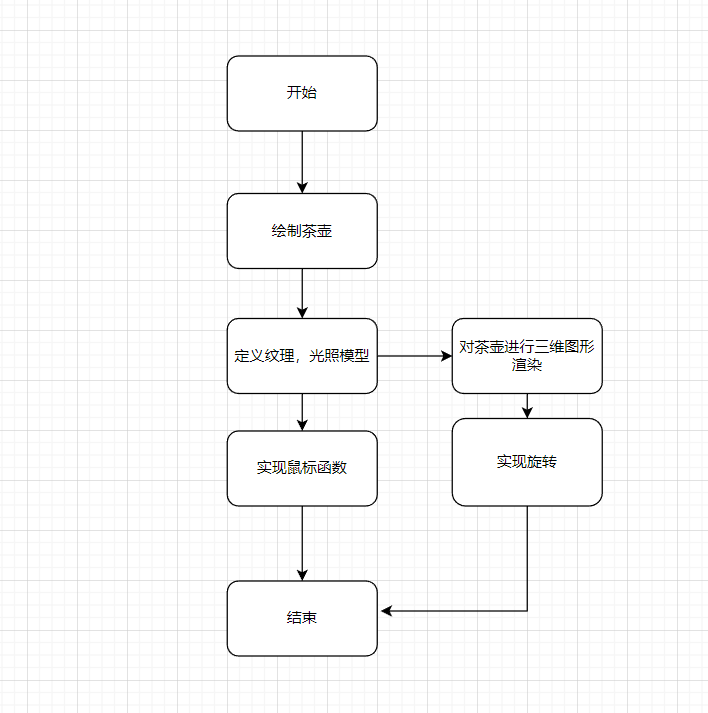 开始
绘制茶壶
定义纹理，光照模型
对茶壶进行三维图形
渲染
实现鼠标函数
实现旋转
结束